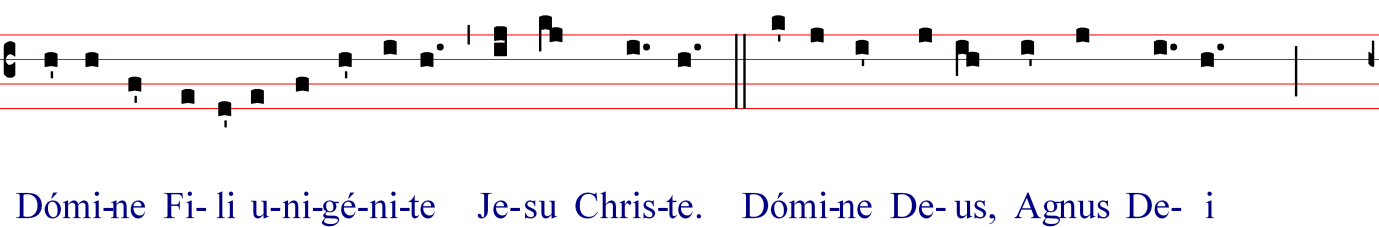 Dómi-ne Fi- li u-ni-gé-ni-te Je-su Chris-te. Dómi-ne De- us, Agnus De- i